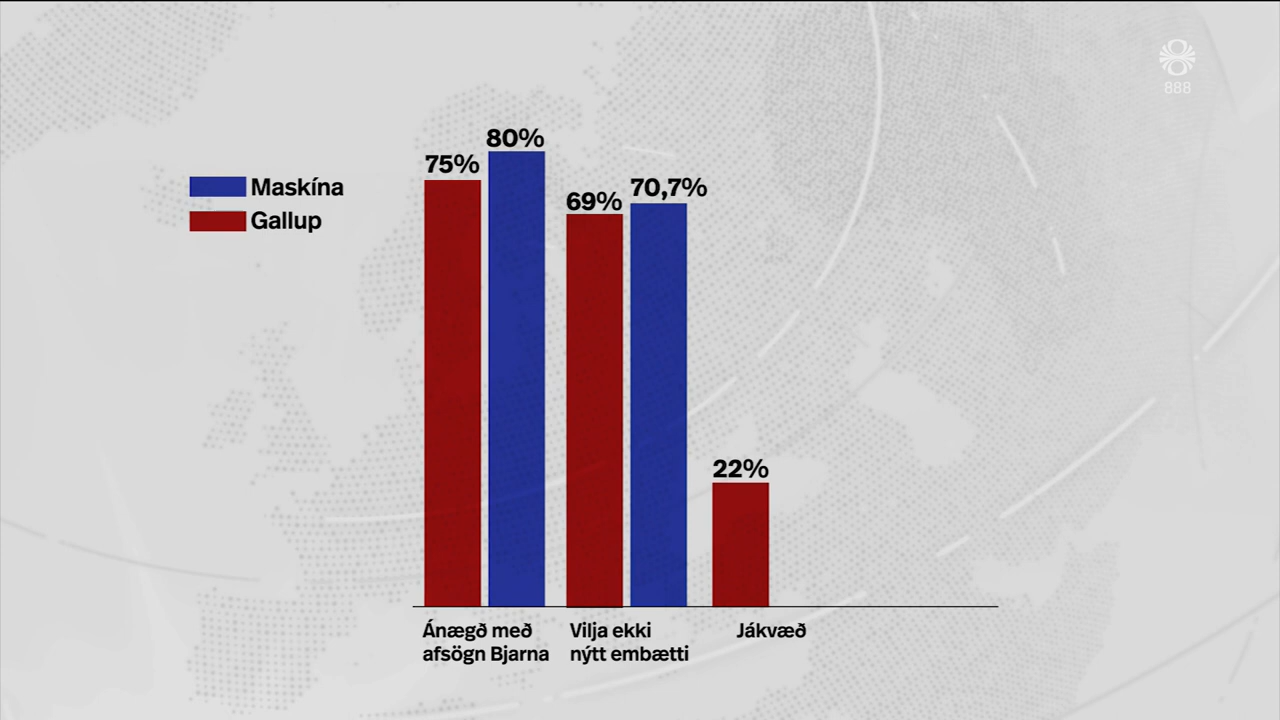 888
80%
75%
Maskína
70,7%
69%
Gallup
22%
Ánægð með
afsögn Bjarna
Vilja ekki
nýtt embætti
Jákvæð